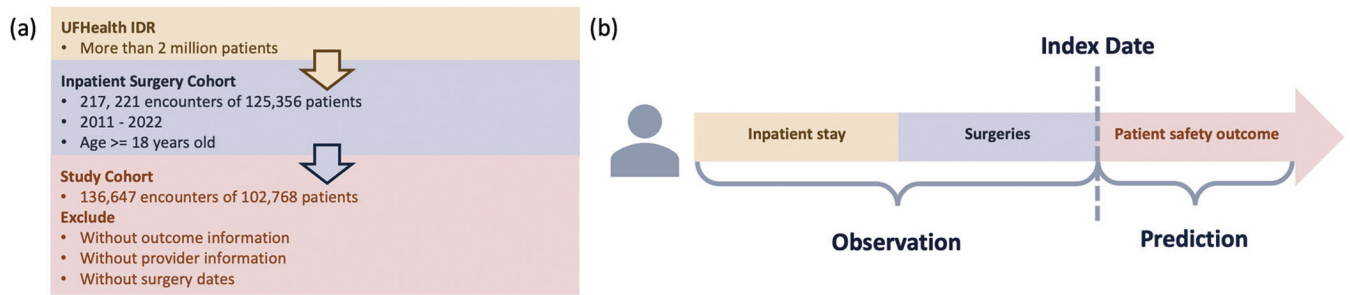 (a)
UFHealth IDR
• More than 2 million patients
Inpatient Surgery Cohort
• 217, 221 encounters of 125,356 patients
• 2011 - 2022
• Age >= 18 years old
Study Cohort
• 136,647 encounters of 102,768 patients
Exclude
• Without outcome information
• Without provider information
• Without surgery dates
(b)
Index Date
Inpatient stay
Surgeries
Patient safety outcome
Observation
Prediction